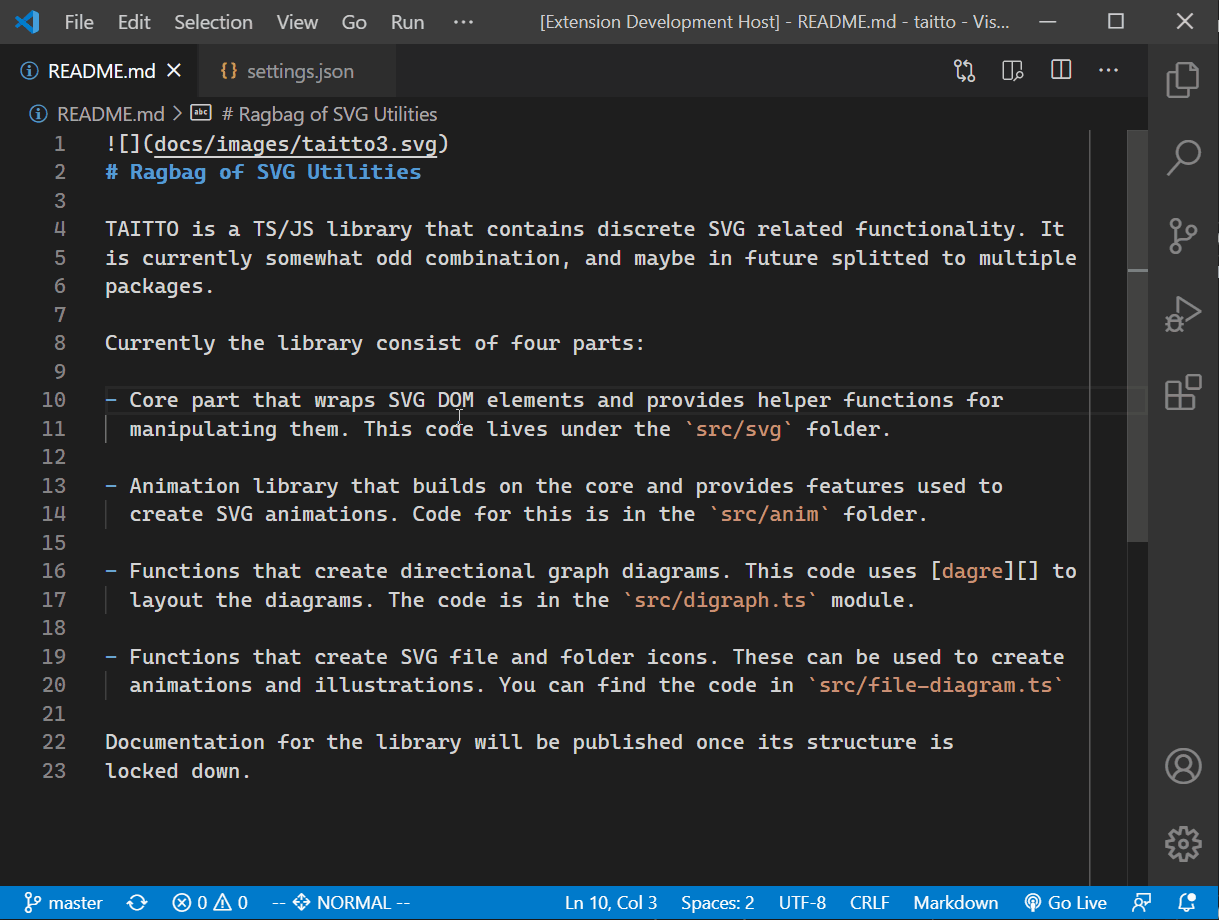 File Edit Selection View Go Run ··· [Extension Development Host] - README.md - taitto - Vis...
README.md {} settings.json ···
README.md > abc # Ragbag of SVG Utilities
1 ![](docs/images/taitto3.svg)
2 # Ragbag of SVG Utilities
3
4 TAITTO is a TS/JS library that contains discrete SVG related functionality. It
5 is currently somewhat odd combination, and maybe in future splitted to multiple
6 packages.
7
8 Currently the library consist of four parts:
9
10 - Core part that wraps SVG DOM elements and provides helper functions for
11 manipulating them. This code lives under the `src/svg` folder.
12
13 - Animation library that builds on the core and provides features used to
14 create SVG animations. Code for this is in the `src/anim` folder.
15
16 - Functions that create directional graph diagrams. This code uses [dagre][] to
17 layout the diagrams. The code is in the `src/digraph.ts` module.
18
19 - Functions that create SVG file and folder icons. These can be used to create
20 animations and illustrations. You can find the code in `src/file-diagram.ts`
21
22 Documentation for the library will be published once its structure is
23 locked down.
master 0 0 -- NORMAL -- Ln 10, Col 3 Spaces: 2 UTF-8 CRLF Markdown Go Live